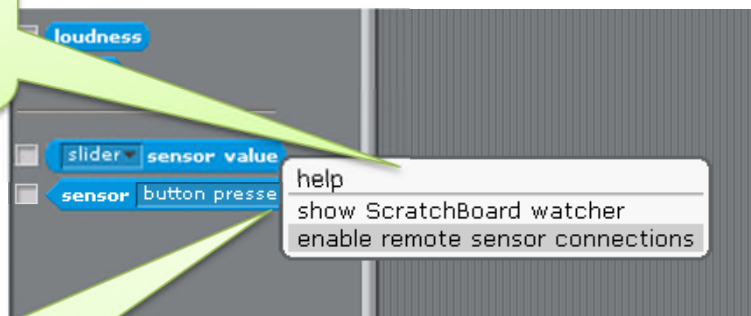 loudness
slider sensor value
help
sensor button presse
show ScratchBoard watcher
enable remote sensor connections